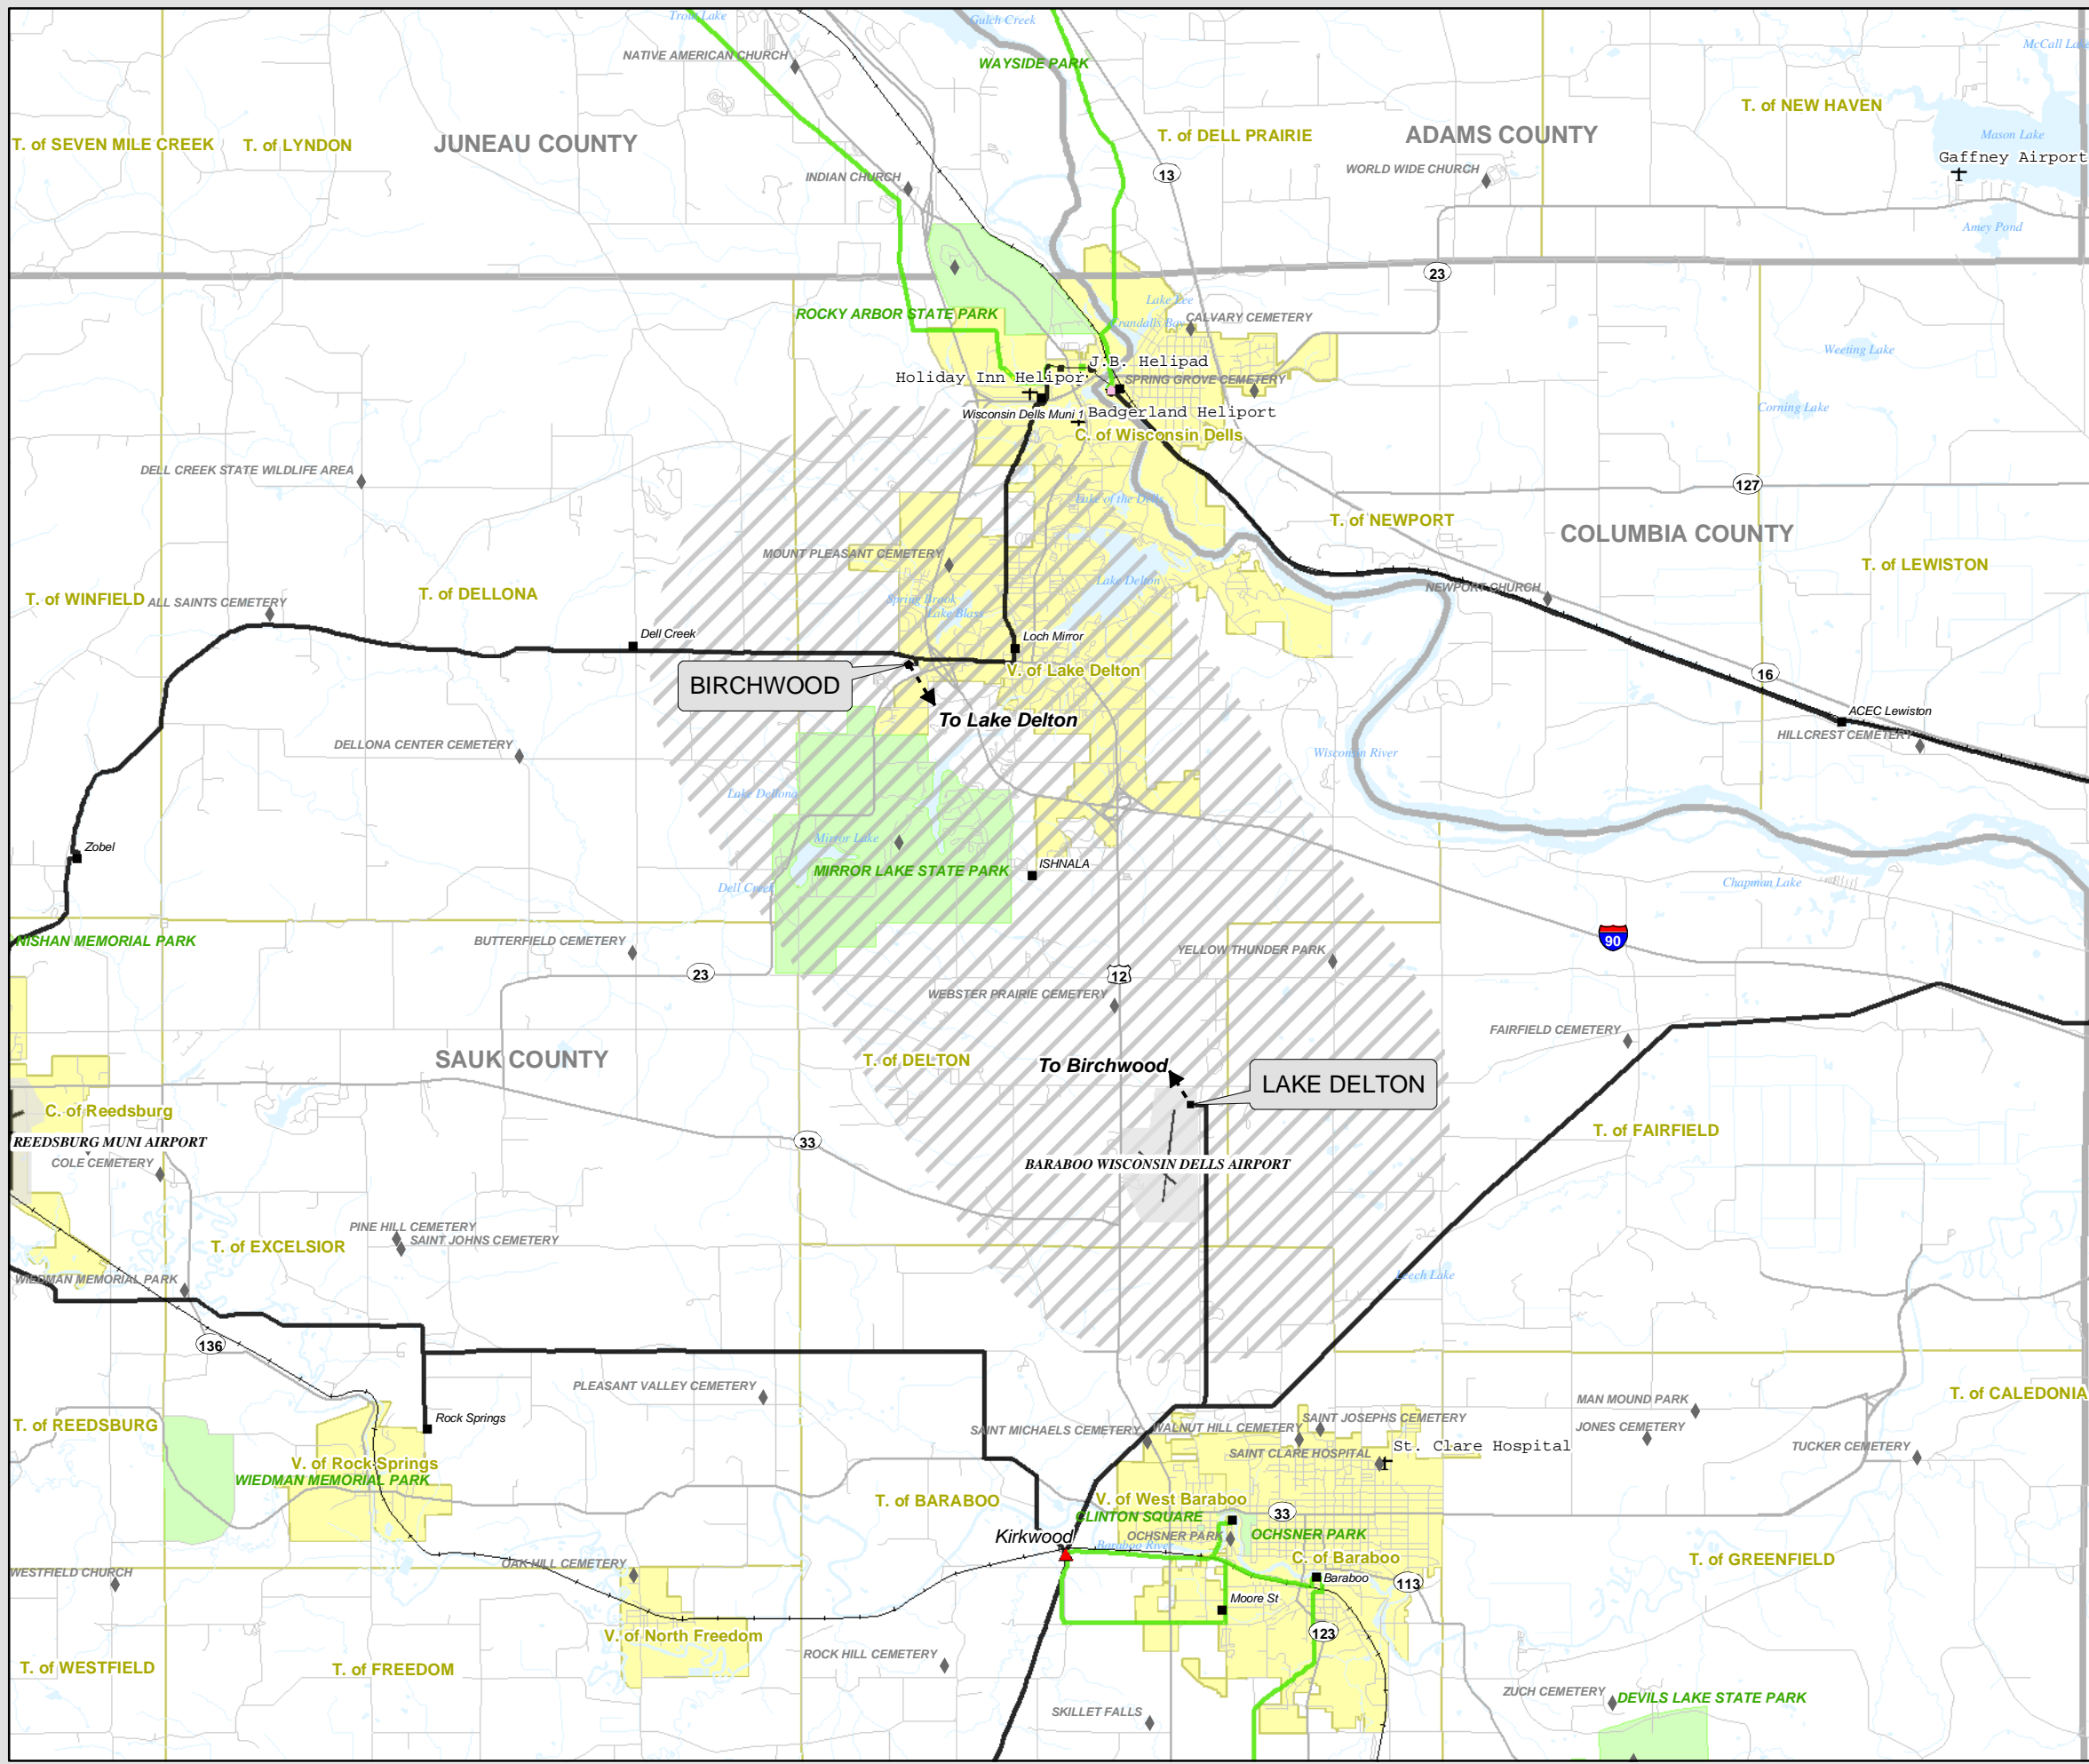 Trout Lake
Gulch Creek
McCall Lake
NATIVE AMERICAN CHURCH
WAYSIDE PARK
T. of NEW HAVEN
T. of SEVEN MILE CREEK
T. of LYNDON
JUNEAU COUNTY
T. of DELL PRAIRIE
ADAMS COUNTY
Mason Lake
Gaffney Airport
13
WORLD WIDE CHURCH
INDIAN CHURCH
Amey Pond
23
Lake Lee
ROCKY ARBOR STATE PARK
Crandalls Bay
CALVARY CEMETERY
Weeting Lake
J.B. Helipad
Holiday Inn Helipor
SPRING GROVE CEMETERY
Wisconsin Dells Muni 1
Badgerland Heliport
Corning Lake
C. of Wisconsin Dells
DELL CREEK STATE WILDLIFE AREA
127
Lake of the Dells
T. of NEWPORT
COLUMBIA COUNTY
MOUNT PLEASANT CEMETERY
T. of LEWISTON
Lake Delton
NEWPORT CHURCH
T. of DELLONA
T. of WINFIELD
ALL SAINTS CEMETERY
Spring Brook
Lake Blass
Dell Creek
Loch Mirror
V. of Lake Delton
16
BIRCHWOOD
To Lake Delton
ACEC Lewiston
HILLCREST CEMETERY
DELLONA CENTER CEMETERY
Wisconsin River
Lake Dellona
Mirror Lake
Zobel
ISHNALA
MIRROR LAKE STATE PARK
Dell Creek
Chapman Lake
NISHAN MEMORIAL PARK
BUTTERFIELD CEMETERY
90
YELLOW THUNDER PARK
23
12
WEBSTER PRAIRIE CEMETERY
FAIRFIELD CEMETERY
SAUK COUNTY
T. of DELTON
To Birchwood
LAKE DELTON
C. of Reedsburg
T. of FAIRFIELD
REEDSBURG MUNI AIRPORT
33
COLE CEMETERY
BARABOO WISCONSIN DELLS AIRPORT
PINE HILL CEMETERY
SAINT JOHNS CEMETERY
T. of EXCELSIOR
WIEDMAN MEMORIAL PARK
Leech Lake
136
PLEASANT VALLEY CEMETERY
T. of CALEDONIA
MAN MOUND PARK
T. of REEDSBURG
Rock Springs
SAINT MICHAELS CEMETERY
WALNUT HILL CEMETERY
SAINT JOSEPHS CEMETERY
JONES CEMETERY
St. Clare Hospital
SAINT CLARE HOSPITAL
TUCKER CEMETERY
V. of Rock Springs
WIEDMAN MEMORIAL PARK
T. of BARABOO
V. of West Baraboo
33
CLINTON SQUARE
Kirkwood
OCHSNER PARK
OCHSNER PARK
Baraboo River
C. of Baraboo
T. of GREENFIELD
OAK HILL CEMETERY
WESTFIELD CHURCH
Baraboo
113
Moore St
V. of North Freedom
123
ROCK HILL CEMETERY
T. of WESTFIELD
T. of FREEDOM
ZUCH CEMETERY
DEVILS LAKE STATE PARK
SKILLET FALLS